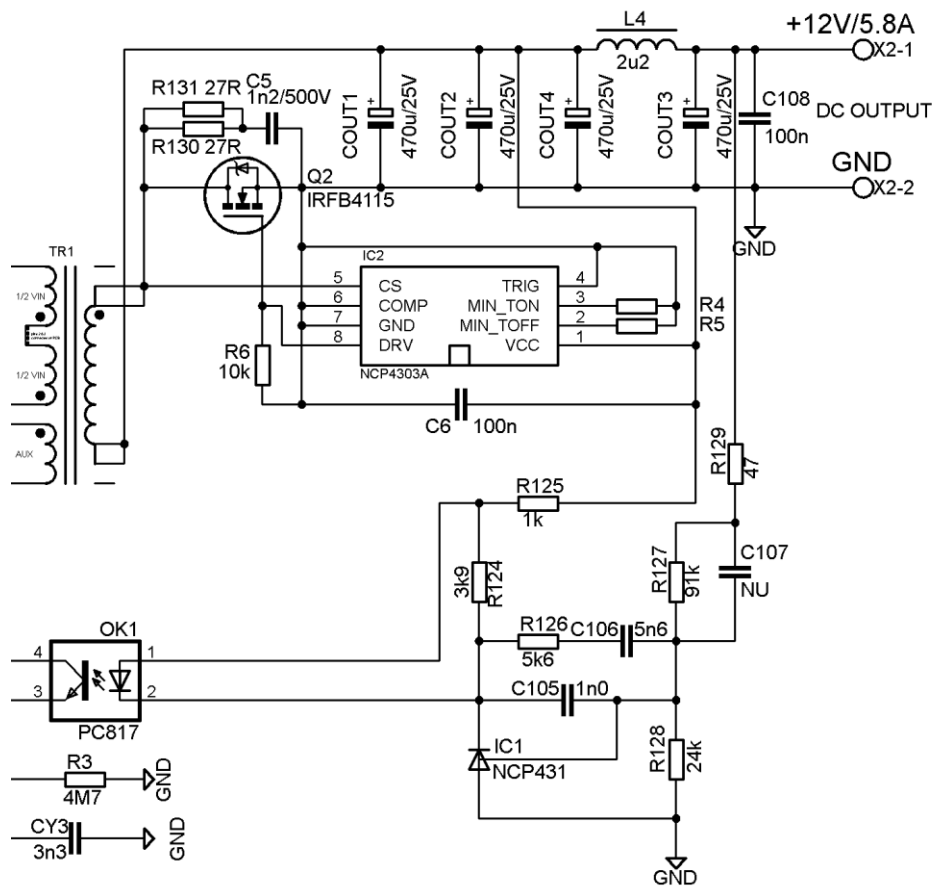 L4
2u2
+12V/5.8A
X2-1
R131 27R
C5
1n2/500V
R130 27R
COUT1
+
470u/25V
COUT2
+
470u/25V
COUT4
+
470u/25V
COUT3
+
470u/25V
C108
100n
DC OUTPUT
GND
X2-2
GND
Q2
IRFB4115
TR1
1/2 VIN
1/2 VIN
AUX
IC2
5 CS TRIG 4
6 COMP MIN_TON 3
7 GND MIN_TOFF 2
8 DRV VCC 1
NCP4303A
R4
R5
R6
10k
C6
100n
R129
47
R125
1k
3k9
R124
R127
91k
C107
NU
R126
5k6
C106
5n6
C105
1n0
OK1
4
3
1
2
PC817
IC1
NCP431
R128
24k
R3
4M7
GND
CY3
3n3
GND
GND